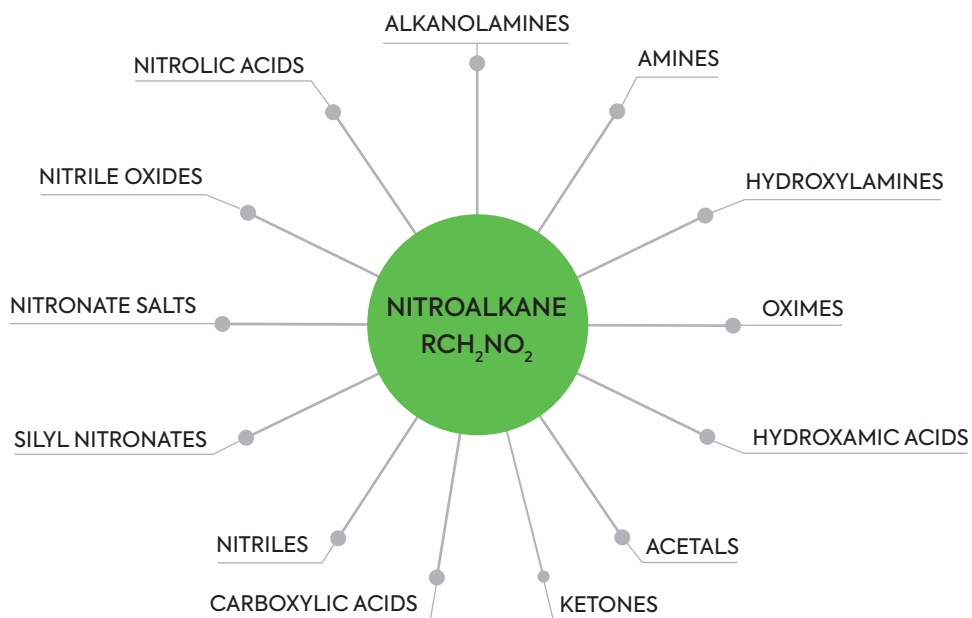 ALKANOLAMINES
NITROLIC ACIDS
AMINES
NITRILE OXIDES
HYDROXYLAMINES
NITRONATE SALTS
NITROALKANE
RCH₂NO₂
OXIMES
SILYL NITRONATES
HYDROXAMIC ACIDS
NITRILES
ACETALS
CARBOXYLIC ACIDS
KETONES